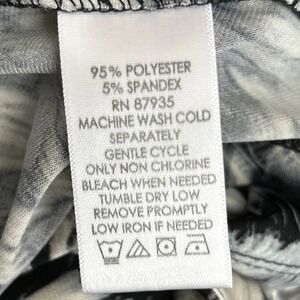 95% POLYESTER
5% SPANDEX
RN 87935
MACHINE WASH COLD
SEPARATELY
GENTLE CYCLE
ONLY NON CHLORINE
BLEACH WHEN NEEDED
TUMBLE DRY LOW
REMOVE PROMPTLY
LOW IRON IF NEEDED